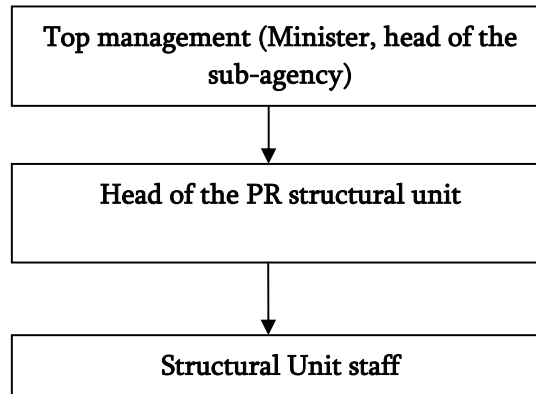 Top management (Minister, head of the
sub-agency)
Head of the PR structural unit
Structural Unit staff